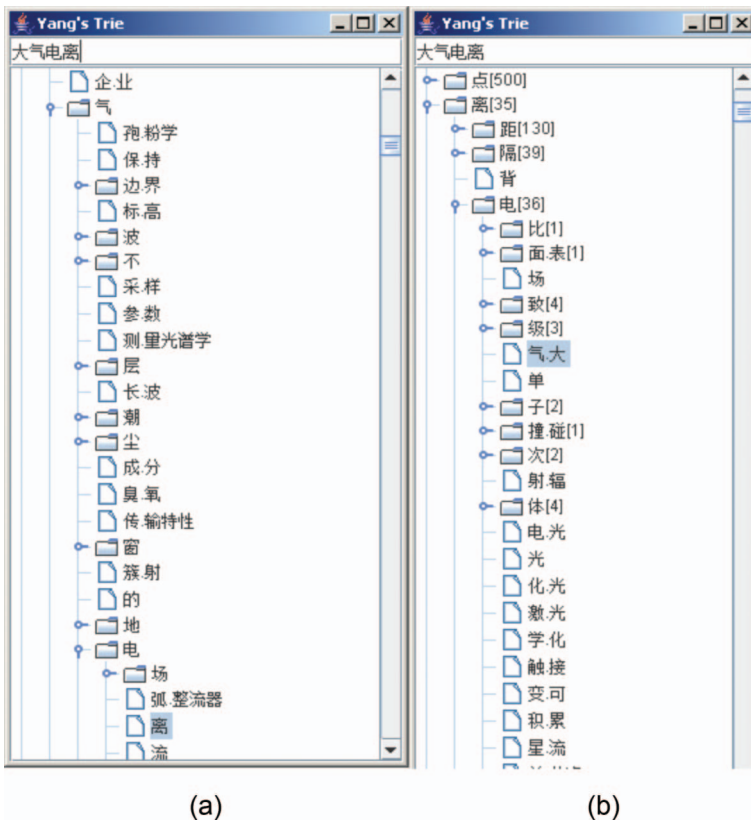 Yang's Trie
大气电离
企.业
气
孢.粉学
保.持
边.界
标.高
波
不
采.样
参.数
测.量光谱学
层
长.波
潮
尘
成.分
臭.氧
传.输特性
窗
簇.射
的
地
电
场
弧.整流器
离
流
(a)
Yang's Trie
大气电离
点[500]
离[35]
距[130]
隔[39]
背
电[36]
比[1]
面.表[1]
场
致[4]
级[3]
气.大
单
子[2]
撞.碰[1]
次[2]
射.辐
体[4]
电.光
光
化.光
激.光
学.化
触.接
变.可
积.累
星.流
(b)